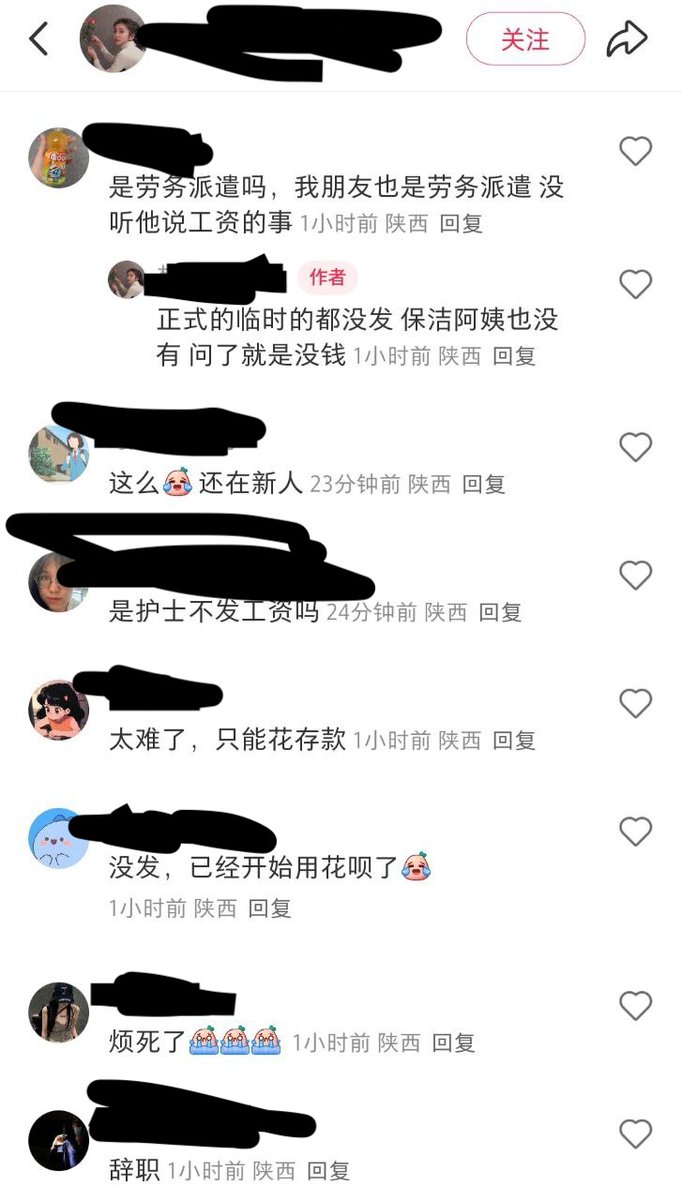 关注
是劳务派遣吗，我朋友也是劳务派遣 没
听他说工资的事 1小时前 陕西 回复
作者
正式的临时的都没发 保洁阿姨也没
有 问了就是没钱 1小时前 陕西 回复
这么 还在新人 23分钟前 陕西 回复
是护士不发工资吗 24分钟前 陕西 回复
太难了，只能花存款 1小时前 陕西 回复
没发，已经开始用花呗了
1小时前 陕西 回复
烦死了 1小时前 陕西 回复
辞职 1小时前 陕西 回复